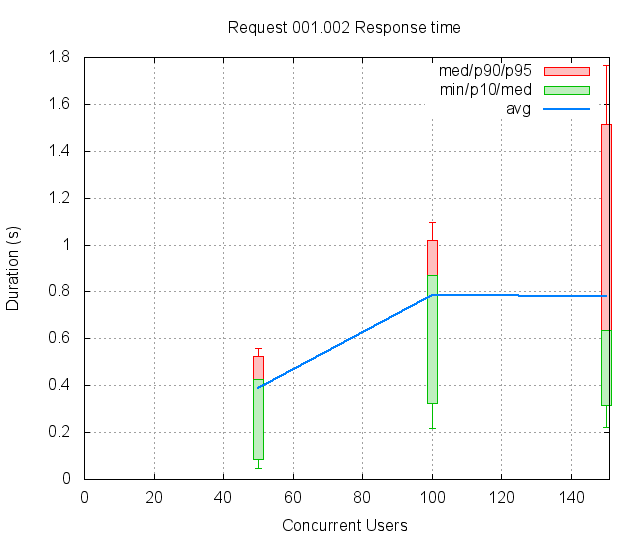 Request 001.002 Response time
med/p90/p95
min/p10/med
avg
Duration (s)
1.8
1.6
1.4
1.2
1
0.8
0.6
0.4
0.2
0
0 20 40 60 80 100 120 140
Concurrent Users